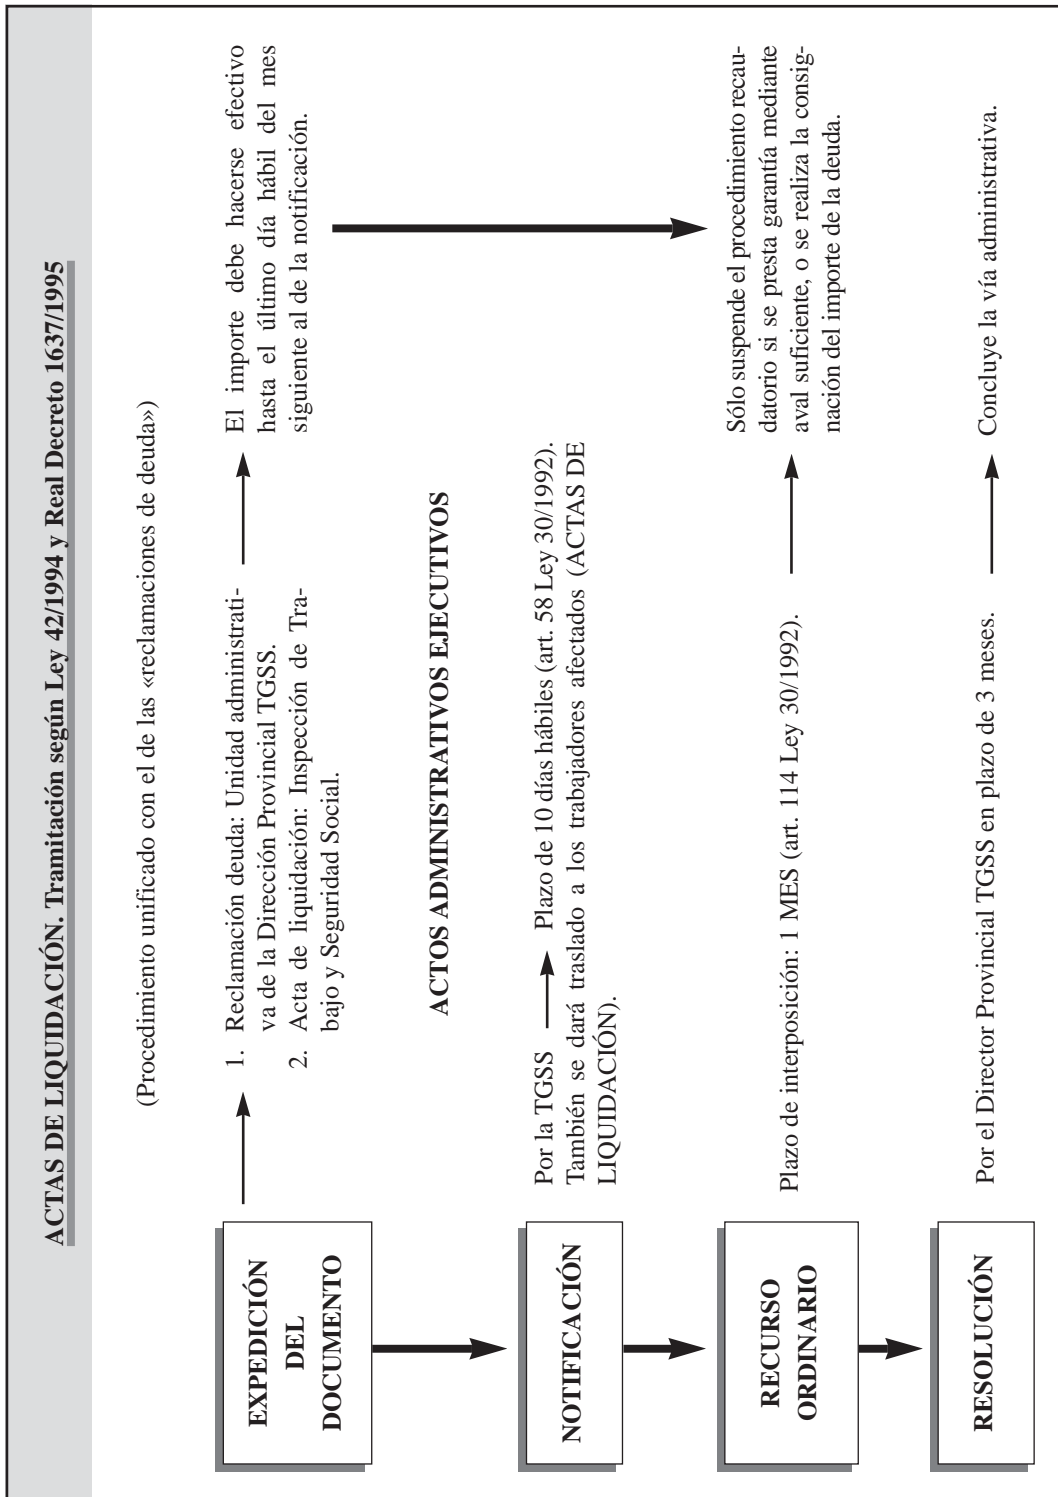 ACTAS DE LIQUIDACIÓN. Tramitación según Ley 42/1994 y Real Decreto 1637/1995
(Procedimiento unificado con el de las «reclamaciones de deuda»)
EXPEDICIÓN
DEL
DOCUMENTO
1. Reclamación deuda: Unidad administrati-
va de la Dirección Provincial TGSS.
2. Acta de liquidación: Inspección de Tra-
bajo y Seguridad Social.
El importe debe hacerse efectivo
hasta el último día hábil del mes
siguiente al de la notificación.
ACTOS ADMINISTRATIVOS EJECUTIVOS
NOTIFICACIÓN
Por la TGSS
Plazo de 10 días hábiles (art. 58 Ley 30/1992).
También se dará traslado a los trabajadores afectados (ACTAS DE
LIQUIDACIÓN).
RECURSO
ORDINARIO
Plazo de interposición: 1 MES (art. 114 Ley 30/1992).
Sólo suspende el procedimiento recau-
datorio si se presta garantía mediante
aval suficiente, o se realiza la consig-
nación del importe de la deuda.
RESOLUCIÓN
Por el Director Provincial TGSS en plazo de 3 meses.
Concluye la vía administrativa.